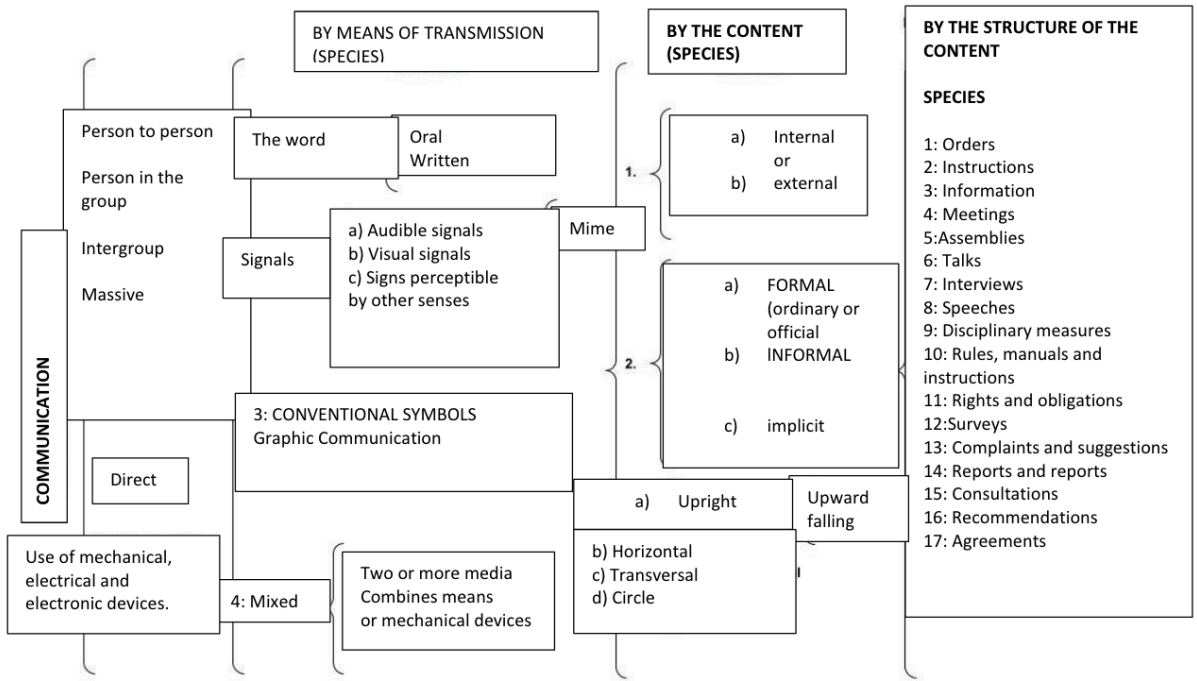 BY MEANS OF TRANSMISSION
(SPECIES)
BY THE CONTENT
(SPECIES)
BY THE STRUCTURE OF THE
CONTENT
SPECIES
1: Orders
2: Instructions
3: Information
4: Meetings
5:Assemblies
6: Talks
7: Interviews
8: Speeches
9: Disciplinary measures
10: Rules, manuals and
instructions
11: Rights and obligations
12:Surveys
13: Complaints and suggestions
14: Reports and reports
15: Consultations
16: Recommendations
17: Agreements
COMMUNICATION
Person to person
Person in the
group
Intergroup
Massive
Direct
Use of mechanical,
electrical and
electronic devices.
The word
Oral
Written
Signals
a) Audible signals
b) Visual signals
c) Signs perceptible
by other senses
Mime
3: CONVENTIONAL SYMBOLS
Graphic Communication
4: Mixed
Two or more media
Combines means
or mechanical devices
1.
a) Internal
or
b) external
2.
a) FORMAL
(ordinary or
official
b) INFORMAL
c) implicit
a) Upright
Upward
falling
b) Horizontal
c) Transversal
d) Circle